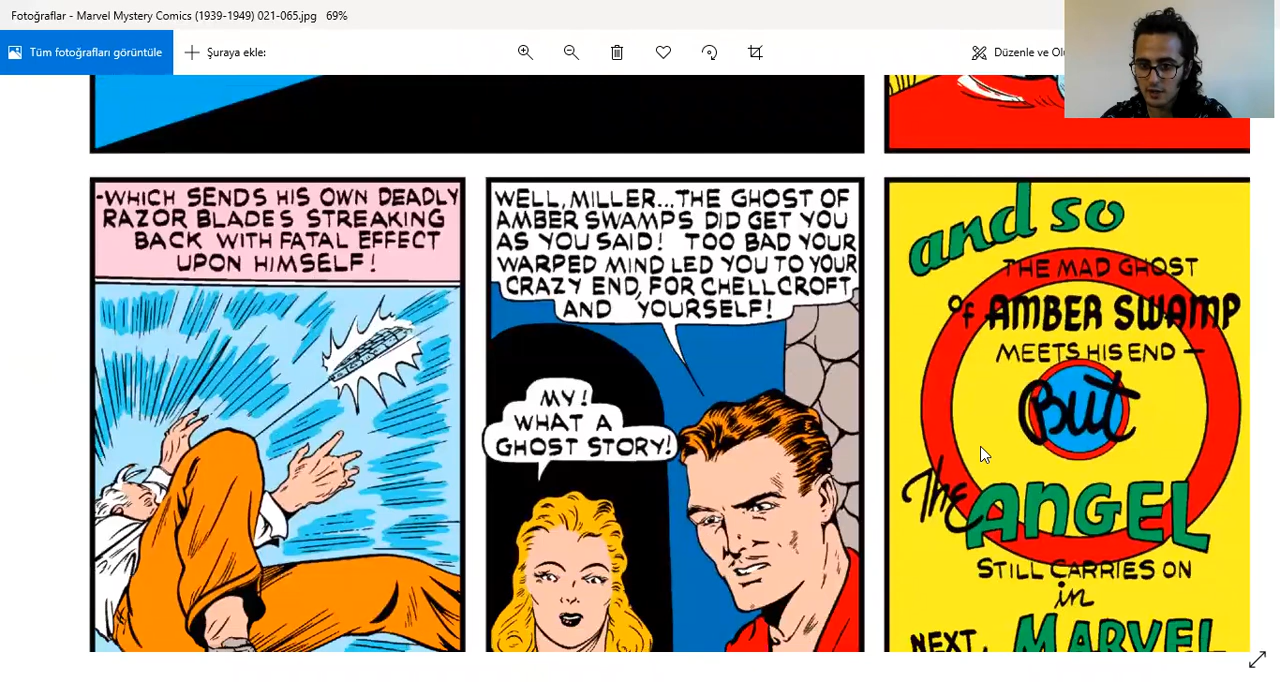 Fotoğraflar - Marvel Mystery Comics (1939-1949) 021-065.jpg   69%
Tüm fotoğrafları görüntüle
Şuraya ekle:
Düzenle ve Olu
-WHICH SENDS HIS OWN DEADLY
RAZOR BLADES STREAKING
BACK WITH FATAL EFFECT
UPON HIMSELF!
WELL, MILLER...THE GHOST OF
AMBER SWAMPS DID GET YOU
AS YOU SAID! TOO BAD YOUR
WARPED MIND LED YOU TO YOUR
CRAZY END, FOR CHELLCROFT
AND YOURSELF!
MY!
WHAT A
GHOST STORY!
and so
THE MAD GHOST
of AMBER SWAMP
MEETS HIS END —
But
The ANGEL
STILL CARRIES ON
in
NEXT MARVEL